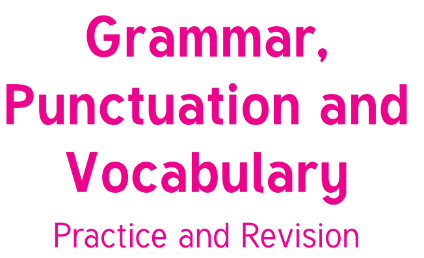 Grammar,
Punctuation and
Vocabulary
Practice and Revision